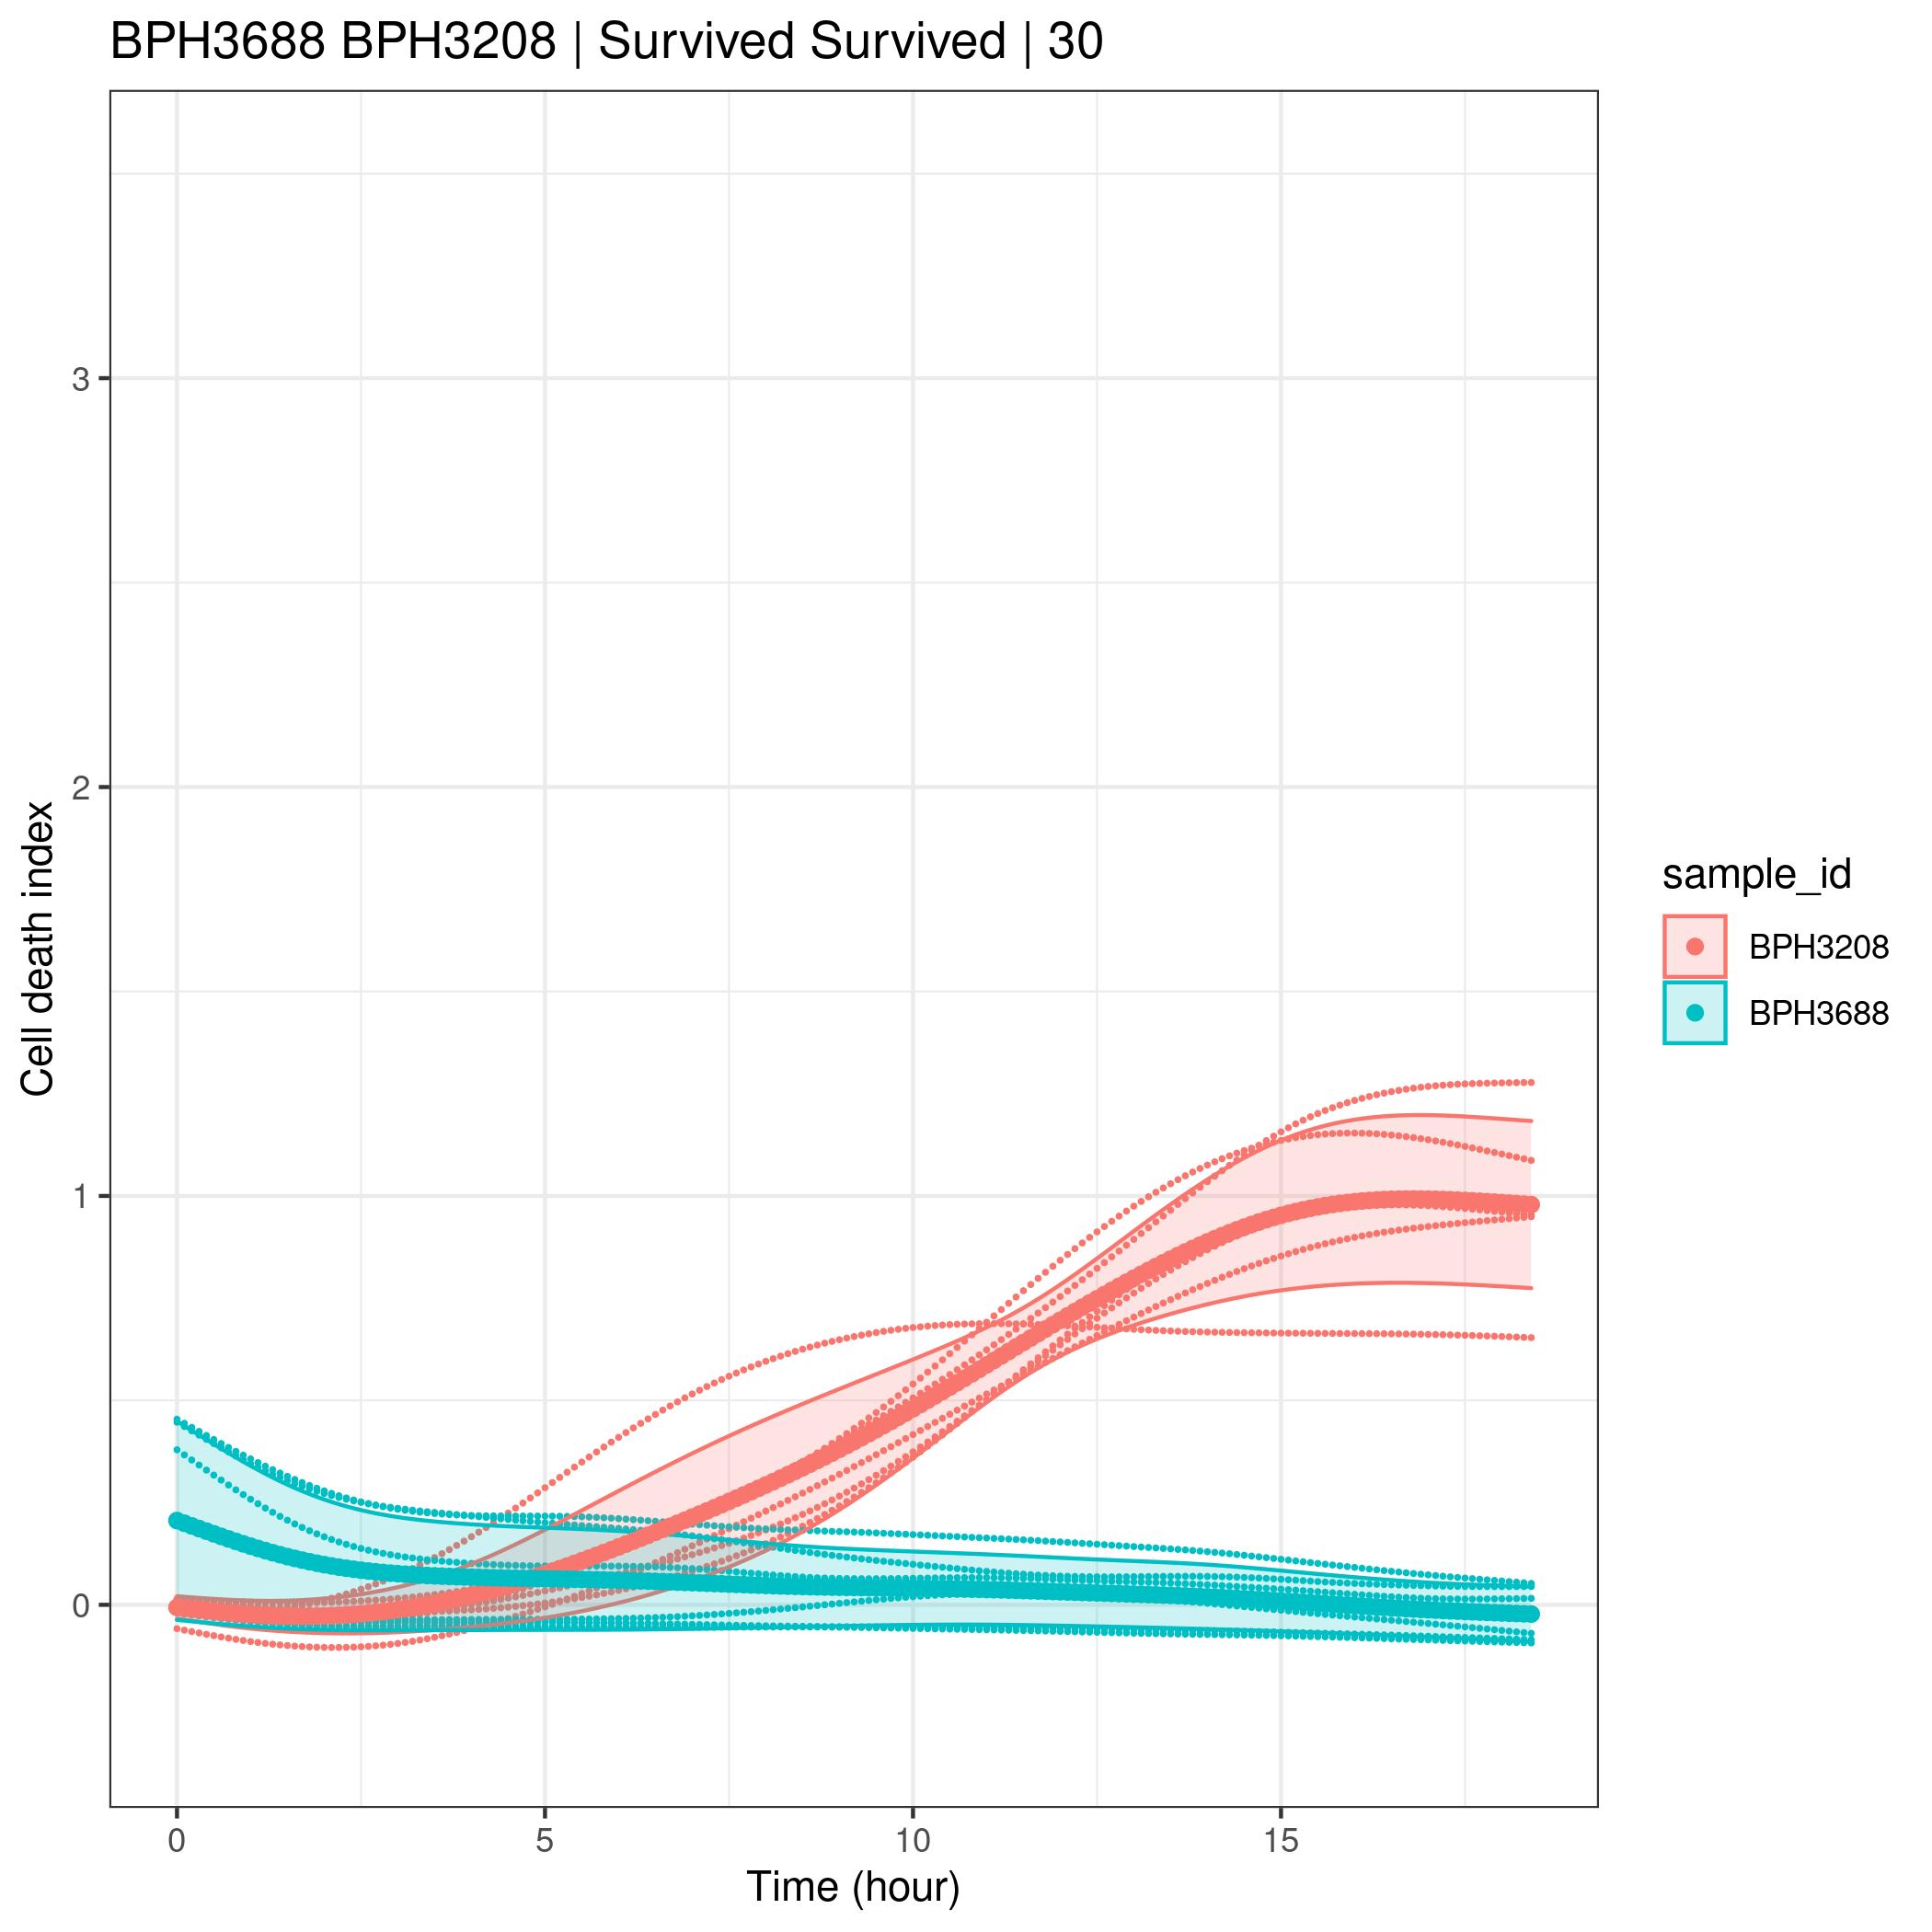 BPH3688 BPH3208 | Survived Survived | 30
3
2
1
0
Cell death index
0 5 10 15
Time (hour)
sample_id
BPH3208
BPH3688